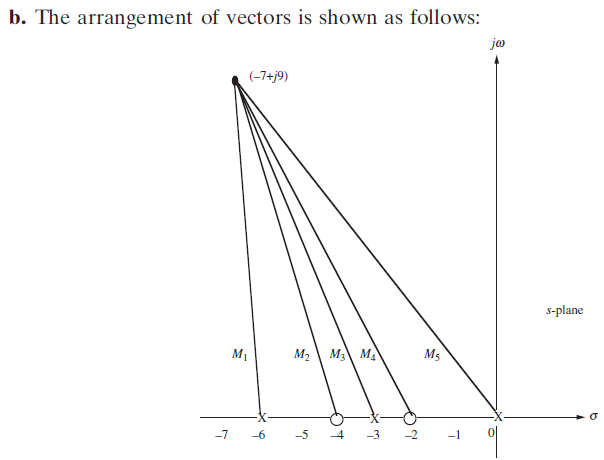 b. The arrangement of vectors is shown as follows:
jω
(–7+j9)
s-plane
M1 M2 M3 M4 M5
X X X σ
–7 –6 –5 –4 –3 –2 –1 0